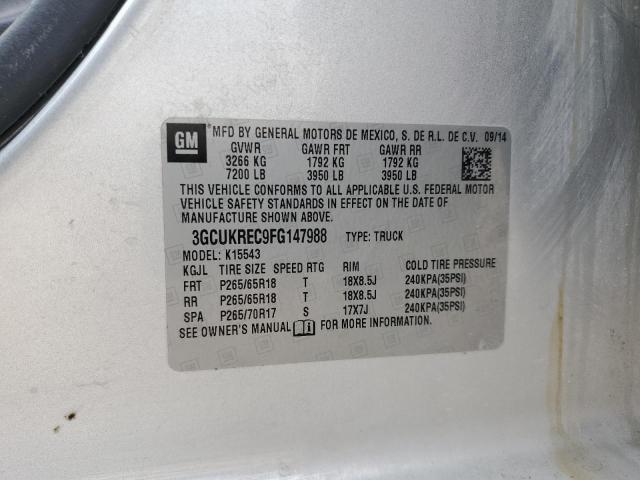 GM
MFD BY GENERAL MOTORS DE MEXICO, S. DE R.L. DE C.V. 09/14
GVWR GAWR FRT GAWR RR
3266 KG 1792 KG 1792 KG
7200 LB 3950 LB 3950 LB
THIS VEHICLE CONFORMS TO ALL APPLICABLE U.S. FEDERAL MOTOR
VEHICLE SAFETY STANDARDS IN EFFECT ON THE DATE OF
MANUFACTURE SHOWN ABOVE.
3GCUKREC9FG147988 TYPE: TRUCK
MODEL: K15543
KGJL TIRE SIZE SPEED RTG RIM COLD TIRE PRESSURE
FRT P265/65R18 T 18X8.5J 240KPA(35PSI)
RR P265/65R18 T 18X8.5J 240KPA(35PSI)
SPA P265/70R17 S 17X7J 240KPA(35PSI)
SEE OWNER'S MANUAL FOR MORE INFORMATION.